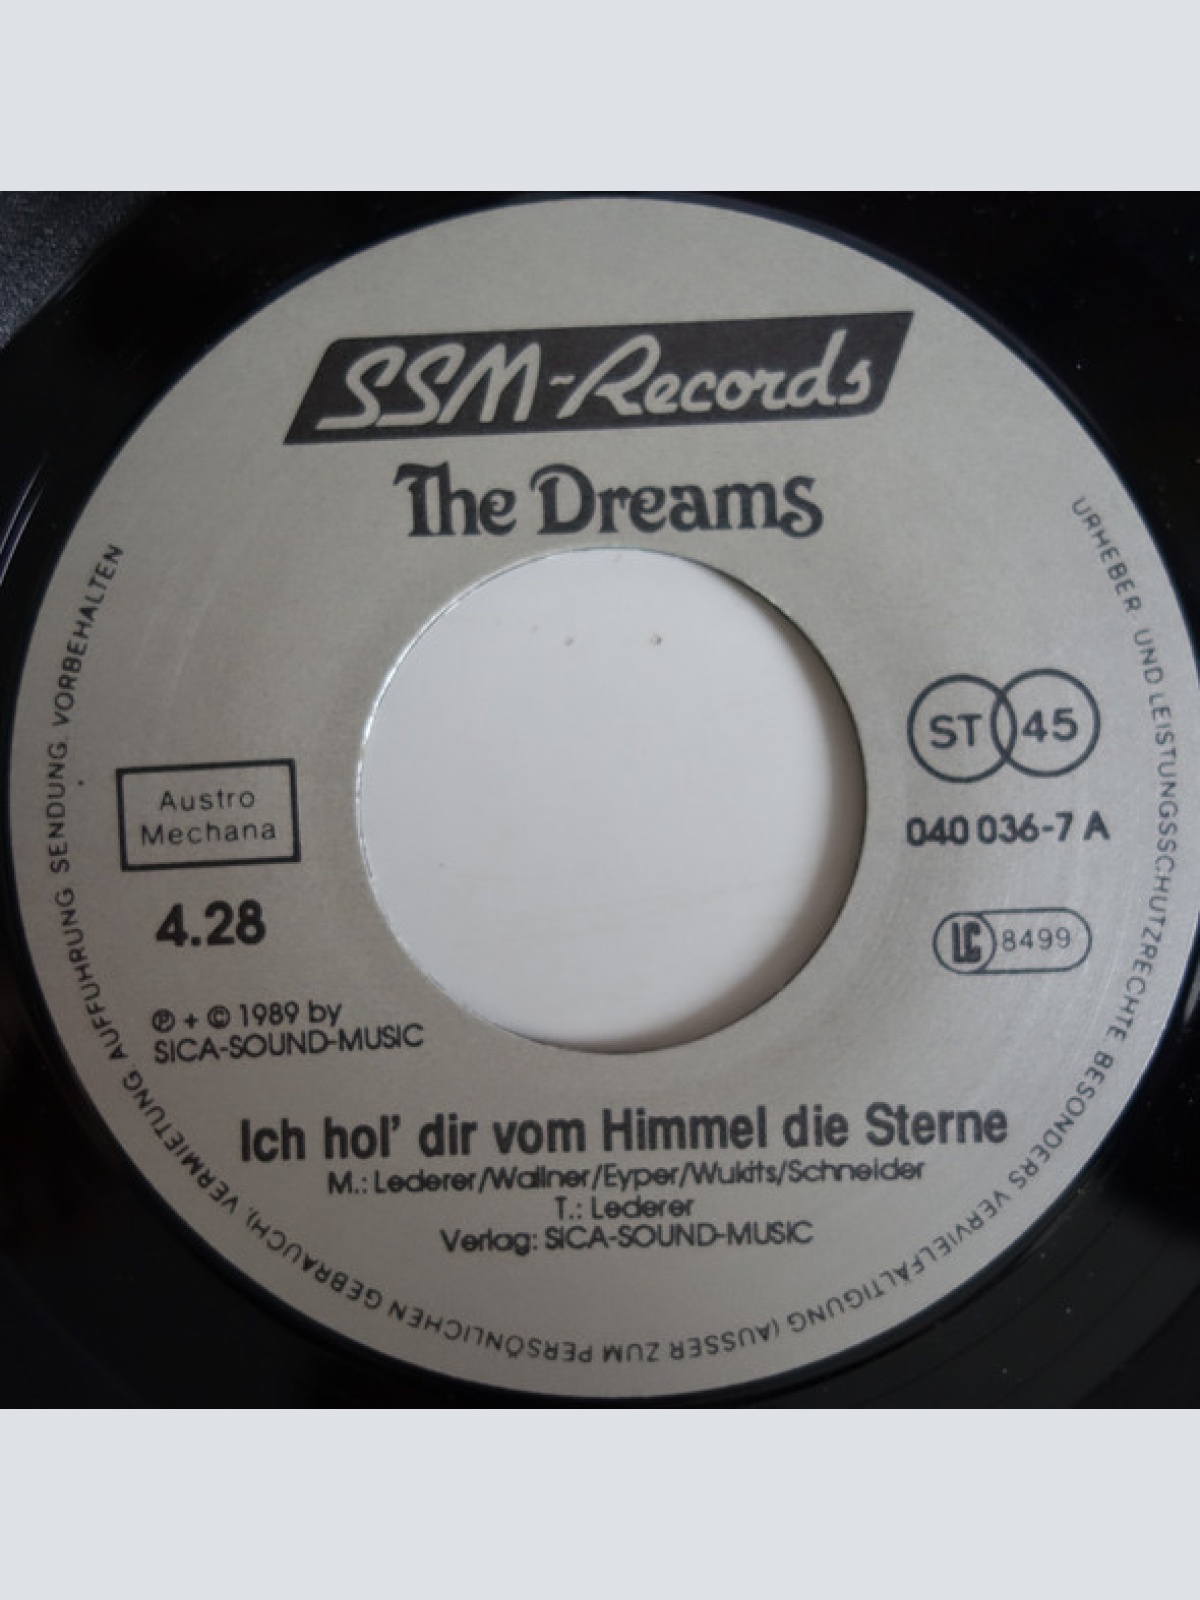 SSM-Records
The Dreams
ST 45
040 036-7 A
LC 8499
Austro
Mechana
4.28
℗ + © 1989 by
SICA-SOUND-MUSIC
Ich hol' dir vom Himmel die Sterne
M.: Lederer/Wallner/Eyper/Wukits/Schneider
T.: Lederer
Verlag: SICA-SOUND-MUSIC
URHEBER UND LEISTUNGSSCHUTZRECHTE BESONDERS VERVIELFÄLTIGUNG (AUSSER ZUM PERSÖNLICHEN GEBRAUCH), VERMIETUNG AUFFUHRUNG SENDUNG. VORBEHALTEN